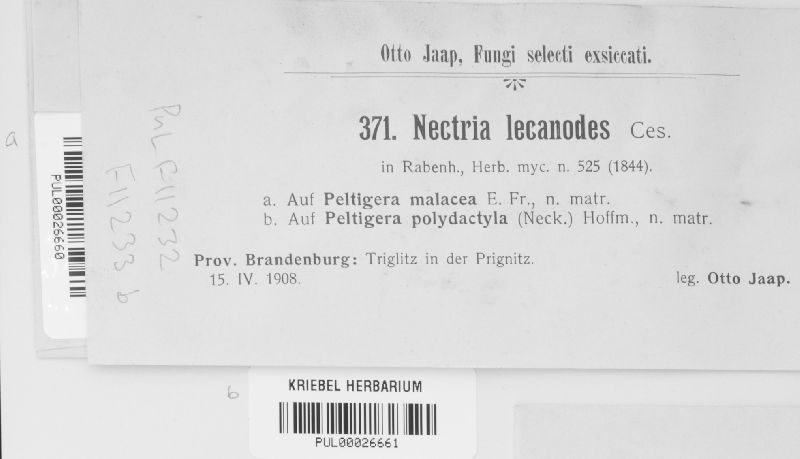 Otto Jaap, Fungi selecti exsiccati.
371. Nectria lecanodes Ces.
in Rabenh., Herb. myc. n. 525 (1844).
a. Auf Peltigera malacea E. Fr., n. matr.
b. Auf Peltigera polydactyla (Neck.) Hoffm., n. matr.
Prov. Brandenburg: Triglitz in der Prignitz.
15. IV. 1908.
leg. Otto Jaap.
a
PUL00026660
PUL F11232
F11233 b
b
KRIEBEL HERBARIUM
PUL00026661